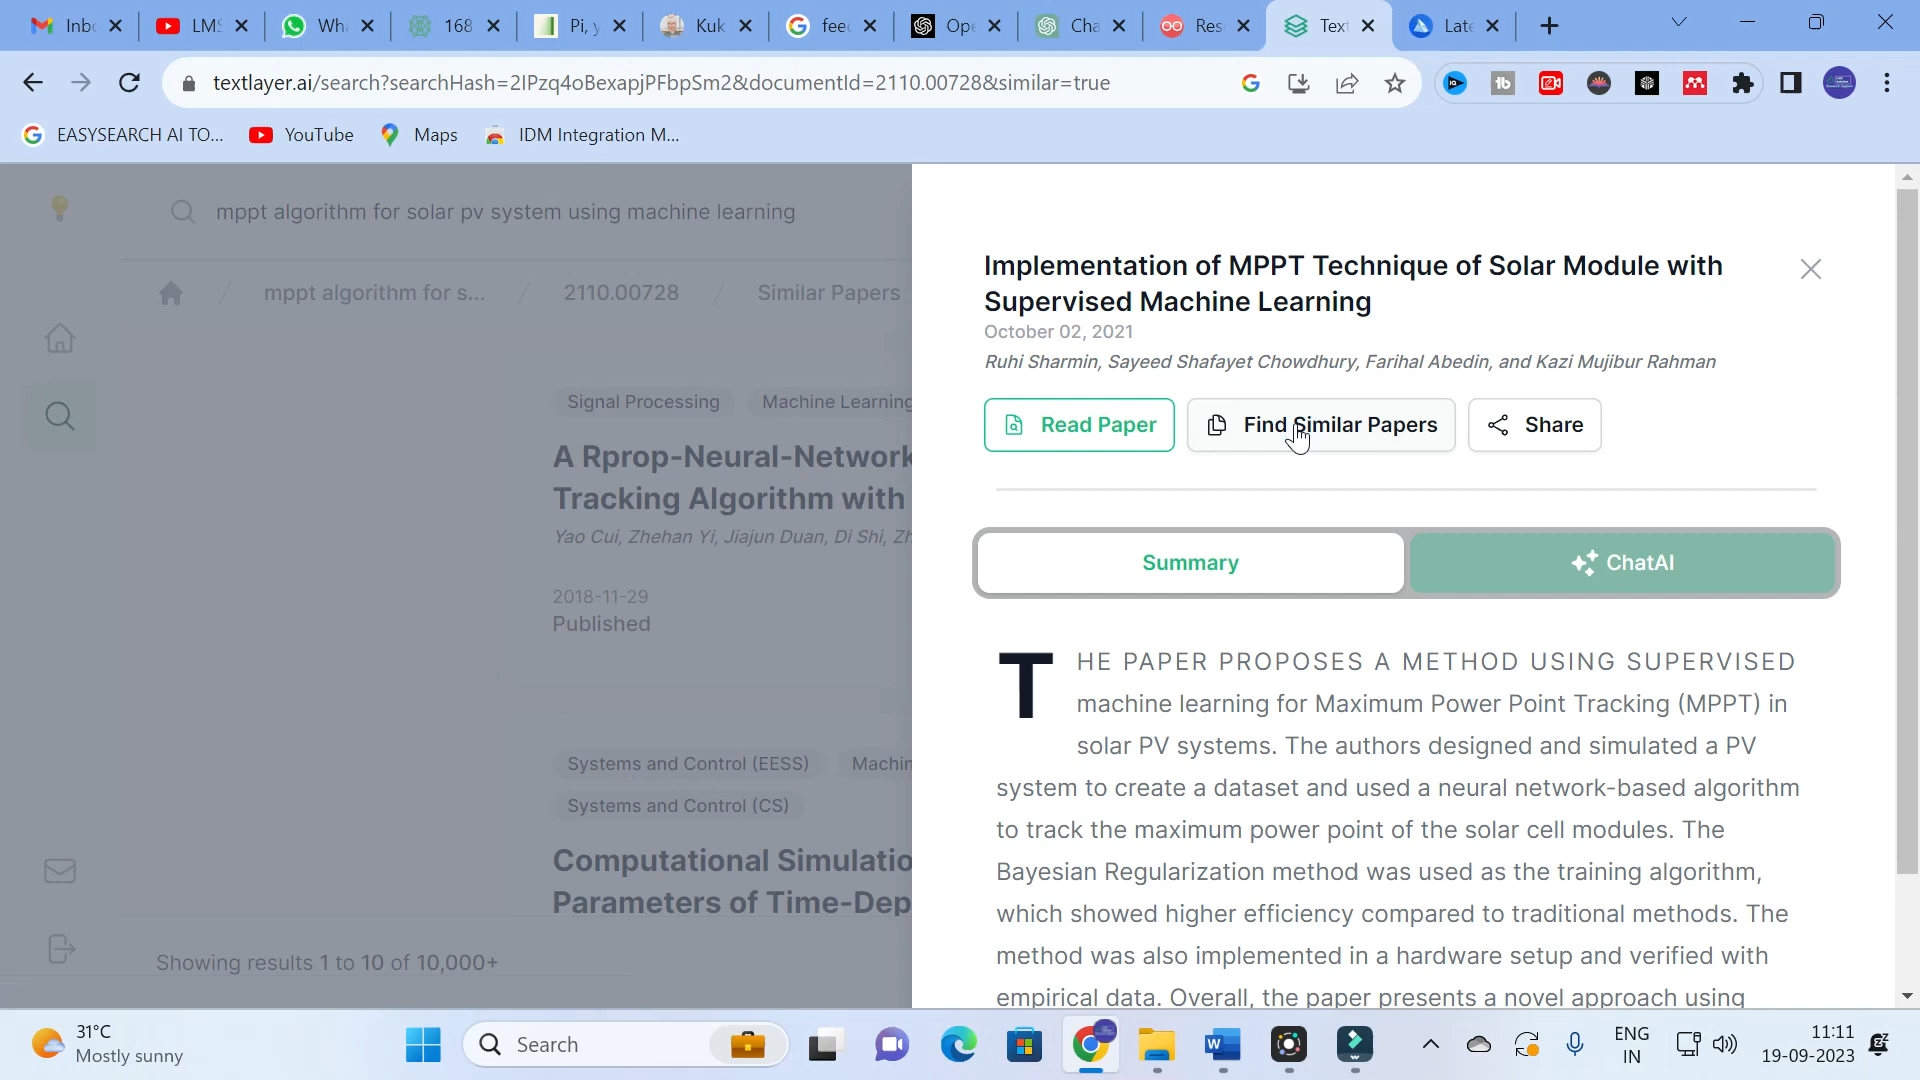 Inbo
LMS
Wh
168
Pi, y
Kuk
feec
Ope
Cha
Res
Text
Late
textlayer.ai/search?searchHash=2IPzq4oBexapjPFbpSm2&documentId=2110.00728&similar=true
EASYSEARCH AI TO...
YouTube
Maps
IDM Integration M...
mppt algorithm for solar pv system using machine learning
mppt algorithm for s... / 2110.00728 / Similar Papers
Signal Processing
Machine Learning
A Rprop-Neural-Network
Tracking Algorithm with
Yao Cui, Zhehan Yi, Jiajun Duan, Di Shi, Zh
2018-11-29
Published
Systems and Control (EESS)
Machin
Systems and Control (CS)
Computational Simulatio
Parameters of Time-Dep
Showing results 1 to 10 of 10,000+
Implementation of MPPT Technique of Solar Module with
Supervised Machine Learning
October 02, 2021
Ruhi Sharmin, Sayeed Shafayet Chowdhury, Farihal Abedin, and Kazi Mujibur Rahman
Read Paper
Find Similar Papers
Share
Summary
ChatAI
THE PAPER PROPOSES A METHOD USING SUPERVISED
machine learning for Maximum Power Point Tracking (MPPT) in
solar PV systems. The authors designed and simulated a PV
system to create a dataset and used a neural network-based algorithm
to track the maximum power point of the solar cell modules. The
Bayesian Regularization method was used as the training algorithm,
which showed higher efficiency compared to traditional methods. The
method was also implemented in a hardware setup and verified with
empirical data. Overall, the paper presents a novel approach using
31°C
Mostly sunny
Search
ENG
IN
11:11
19-09-2023